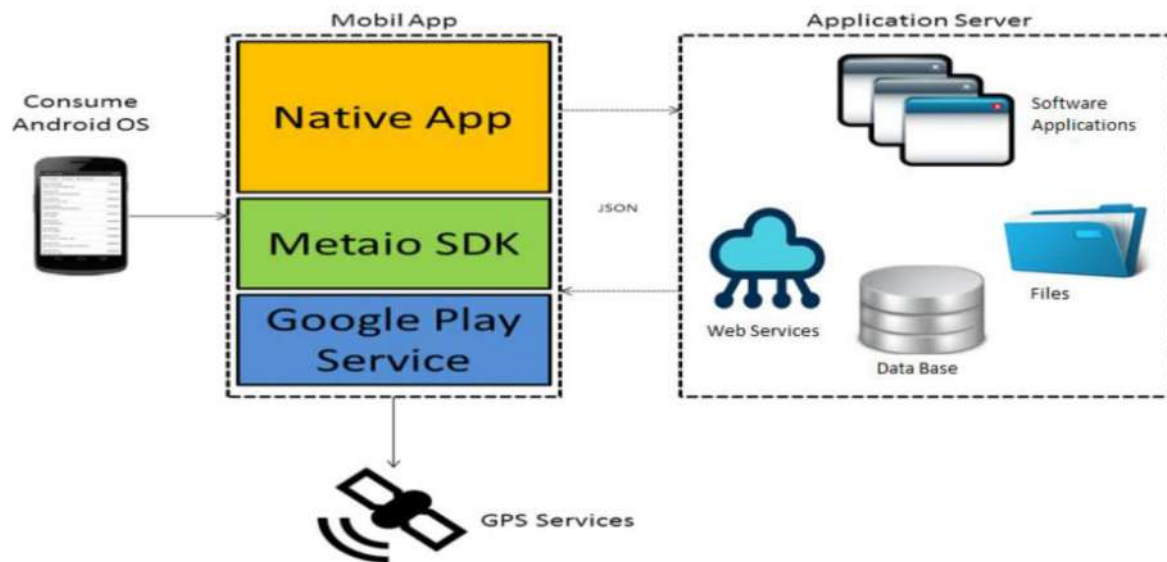 Mobil App
Application Server
Consume
Android OS
Native App
Metaio SDK
Google Play
Service
JSON
Software
Applications
Web Services
Data Base
Files
GPS Services